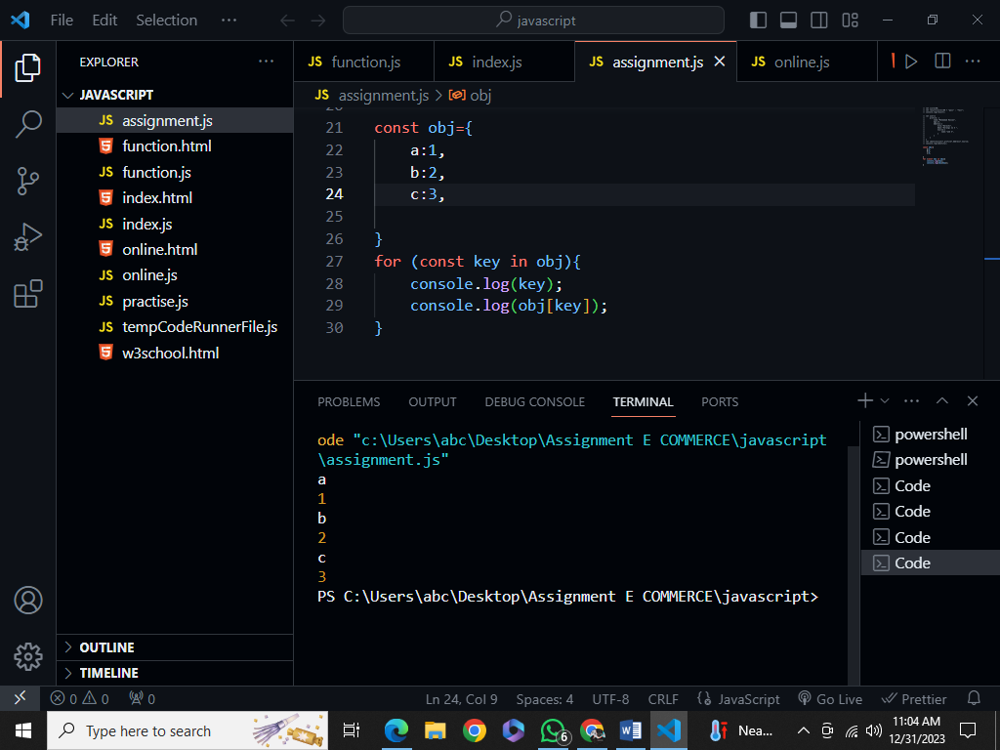 File Edit Selection ··· javascript
EXPLORER ···
JAVASCRIPT
JS assignment.js
function.html
JS function.js
index.html
JS index.js
online.html
JS online.js
JS practise.js
JS tempCodeRunnerFile.js
w3school.html
OUTLINE
TIMELINE
JS function.js JS index.js JS assignment.js JS online.js
JS assignment.js > obj
21 const obj={
22 a:1,
23 b:2,
24 c:3,
25
26 }
27 for (const key in obj){
28 console.log(key);
29 console.log(obj[key]);
30 }
PROBLEMS OUTPUT DEBUG CONSOLE TERMINAL PORTS
ode "c:\Users\abc\Desktop\Assignment E COMMERCE\javascript
\assignment.js"
a
1
b
2
c
3
PS C:\Users\abc\Desktop\Assignment E COMMERCE\javascript>
powershell
powershell
Code
Code
Code
Code
0 0 0 Ln 24, Col 9 Spaces: 4 UTF-8 CRLF JavaScript Go Live Prettier
Type here to search 6 W Nea... 11:04 AM
12/31/2023